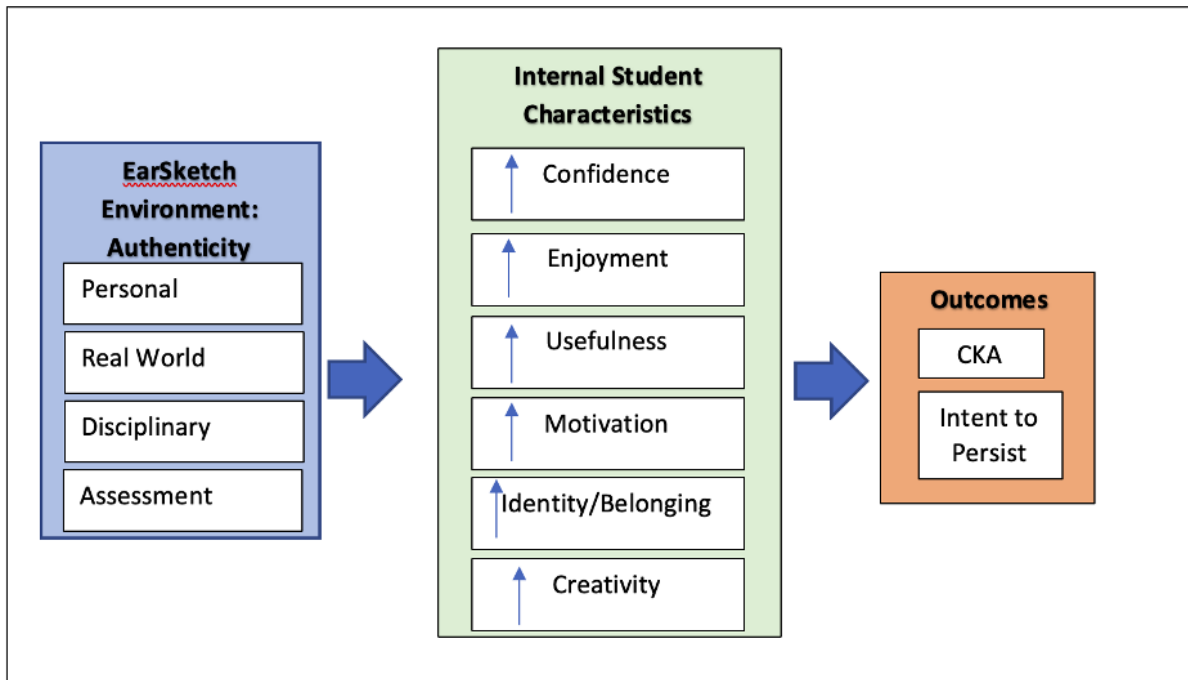 EarSketch
Environment:
Authenticity
Personal
Real World
Disciplinary
Assessment
Internal Student
Characteristics
Confidence
Enjoyment
Usefulness
Motivation
Identity/Belonging
Creativity
Outcomes
CKA
Intent to
Persist